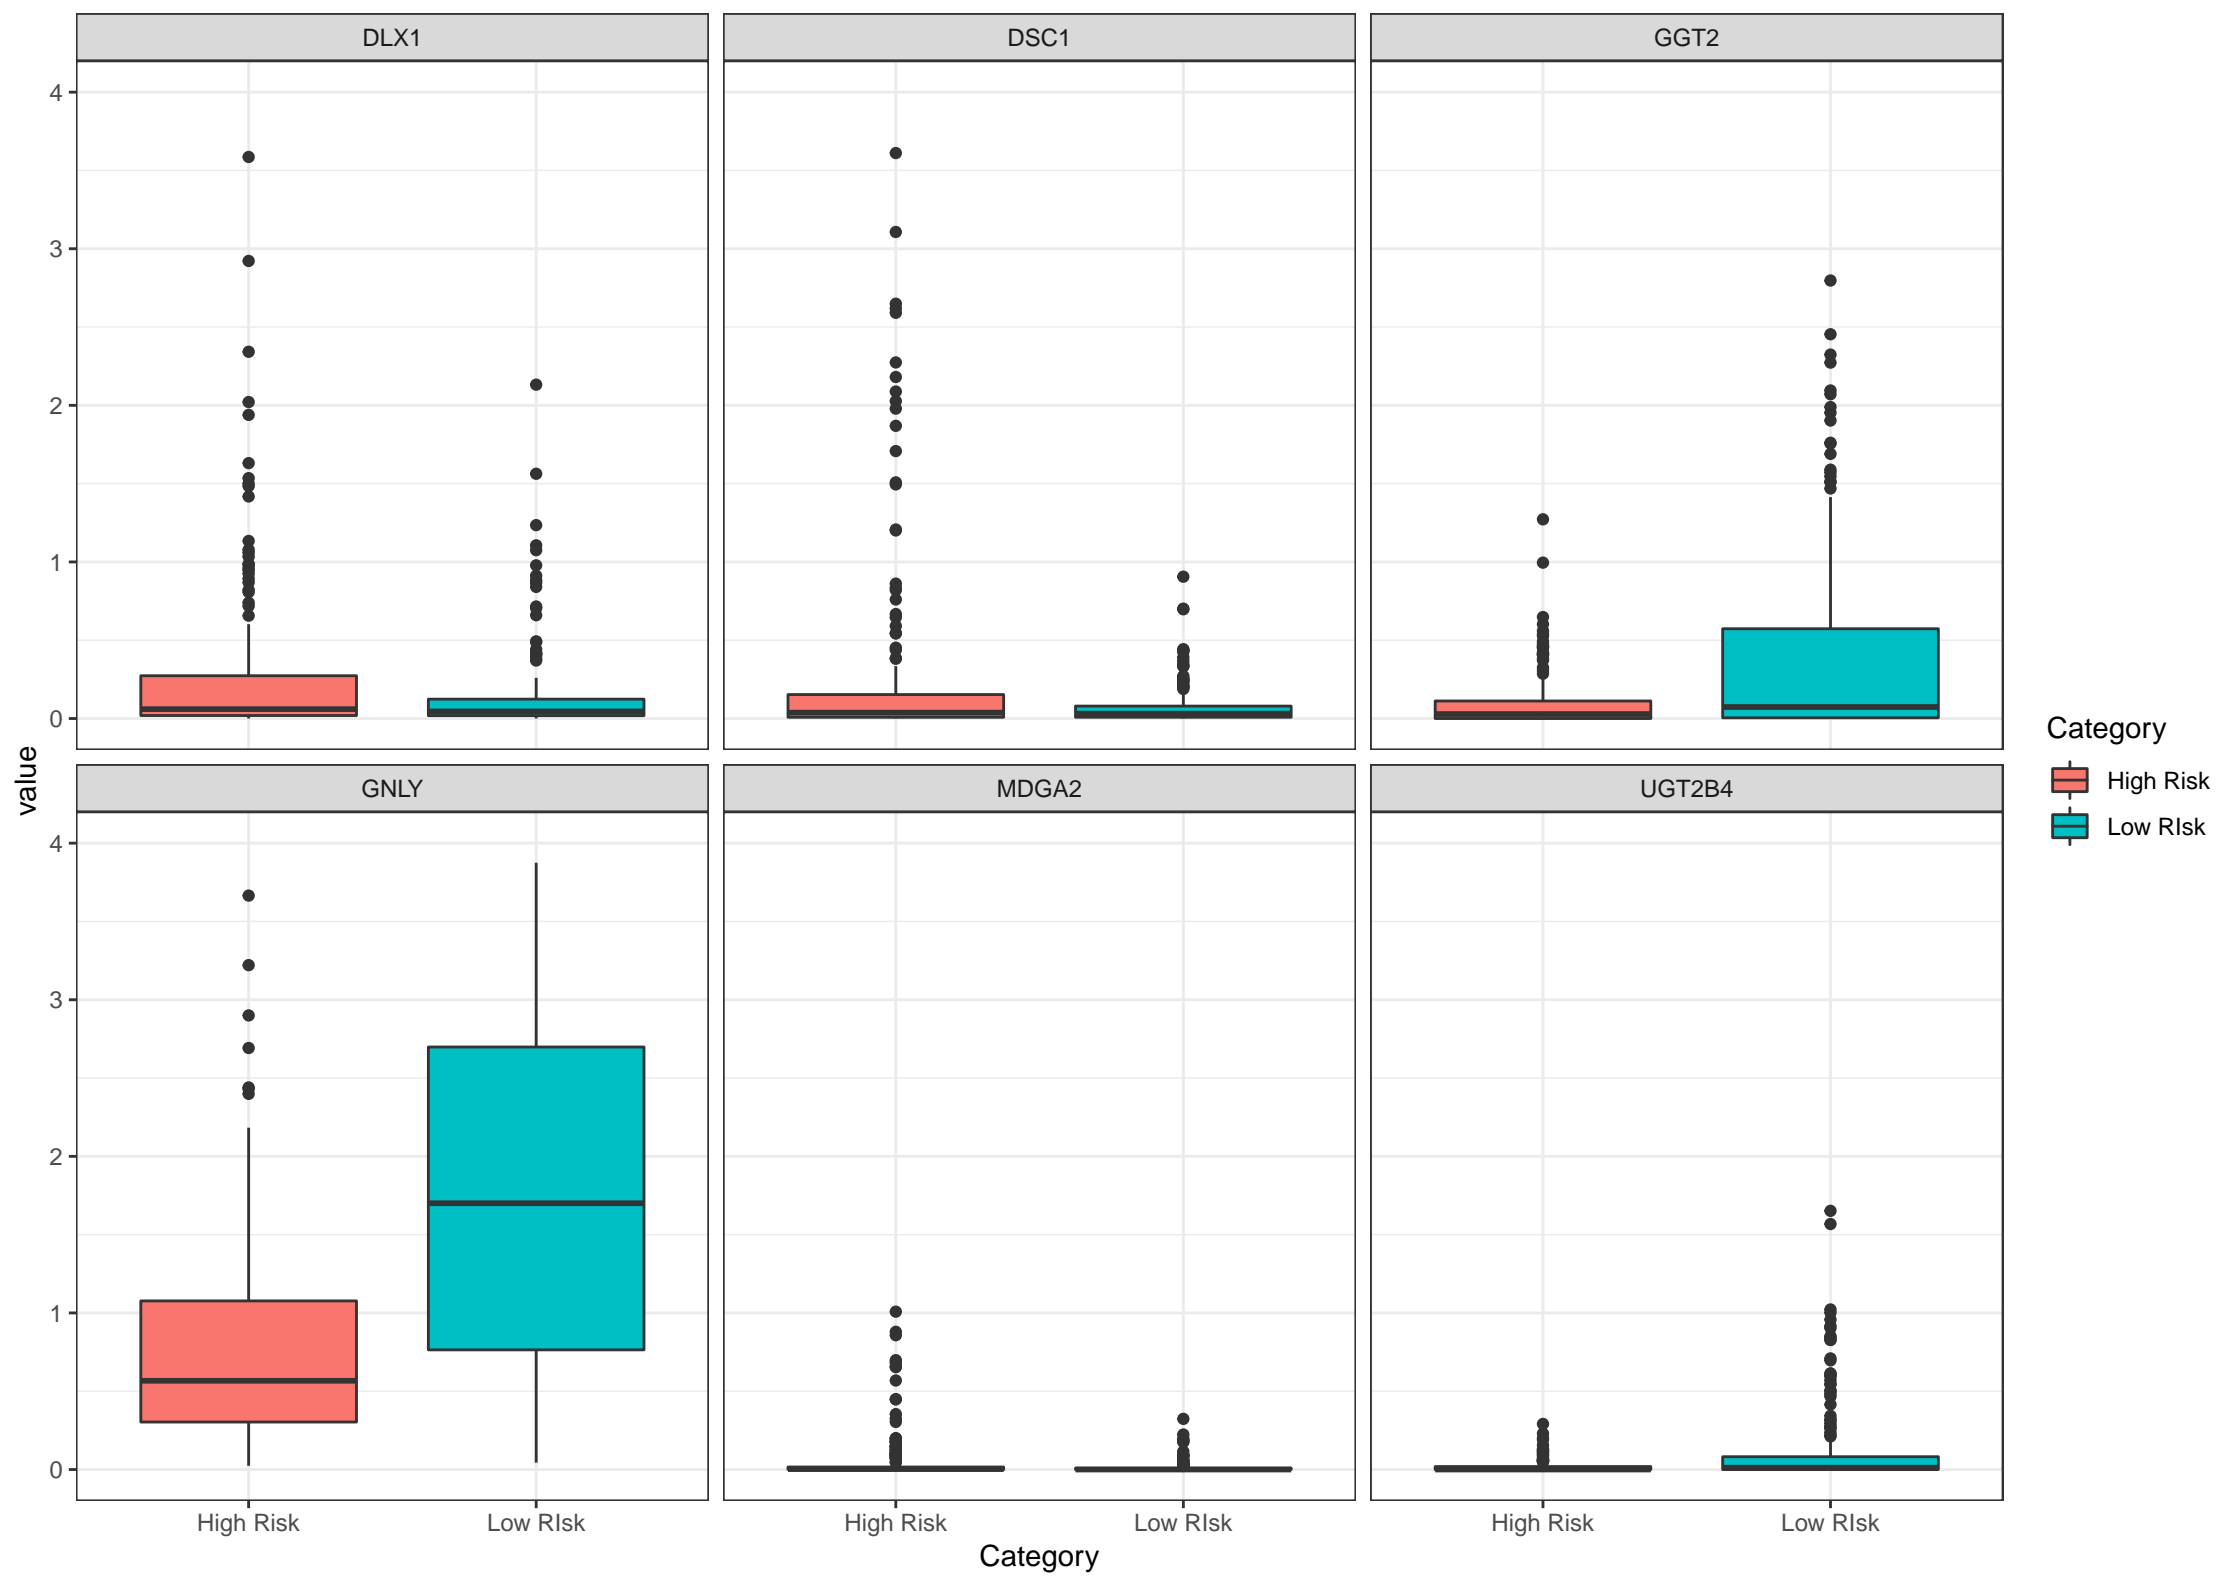 DLX1
DSC1
GGT2
4
3
2
1
0
value
GNLY
MDGA2
UGT2B4
4
3
2
1
0
High Risk
Low RIsk
High Risk
Low RIsk
High Risk
Low RIsk
Category
Category
High Risk
Low RIsk